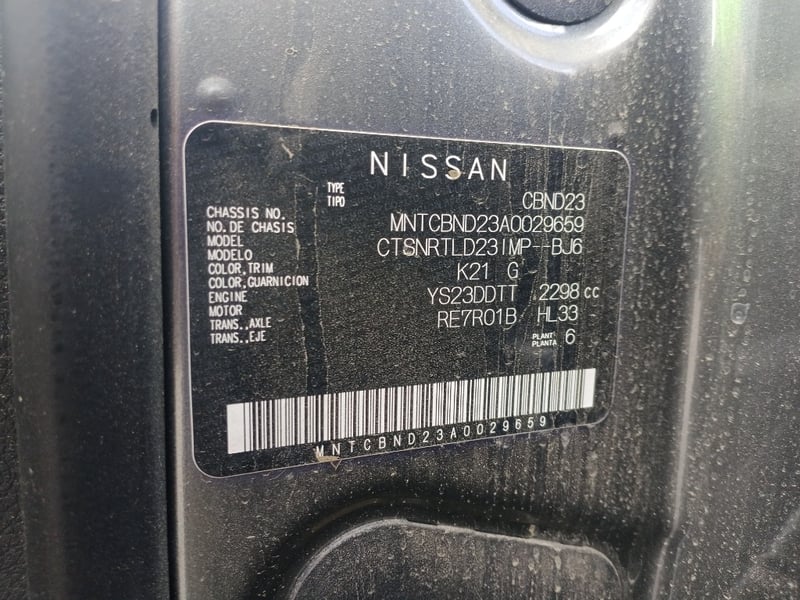 NISSAN
TYPE
TIPO CBND23
CHASSIS NO.
NO. DE CHASIS MNTCBND23A0029659
MODEL
MODELO CTSNRTLD23IMP--BJ6
COLOR,TRIM
COLOR,GUARNICION K21 G
ENGINE
MOTOR YS23DDTT 2298 cc
TRANS.,AXLE
TRANS.,EJE RE7R01B HL33
PLANT
PLANTA 6
MNTCBND23A0029659